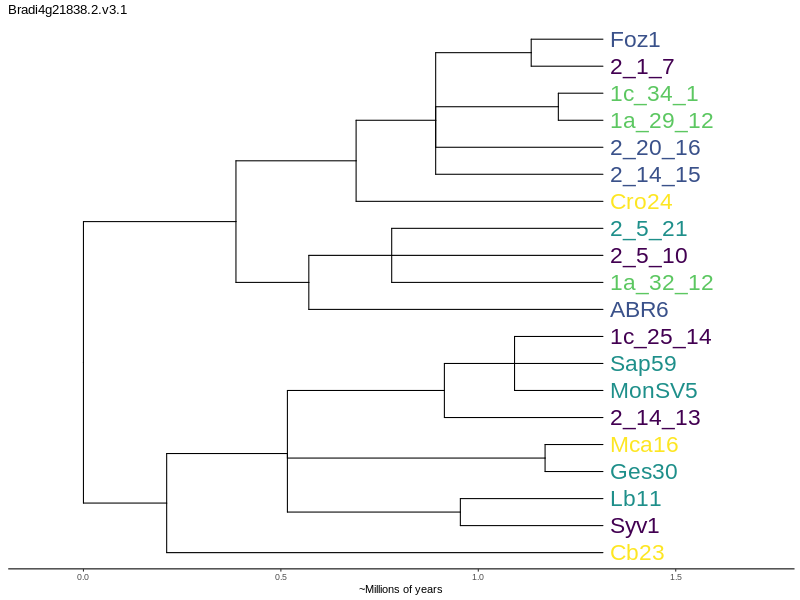 Bradi4g21838.2.v3.1
Foz1
2_1_7
1c_34_1
1a_29_12
2_20_16
2_14_15
Cro24
2_5_21
2_5_10
1a_32_12
ABR6
1c_25_14
Sap59
MonSV5
2_14_13
Mca16
Ges30
Lb11
Syv1
Cb23
0.0 0.5 1.0 1.5
~Millions of years